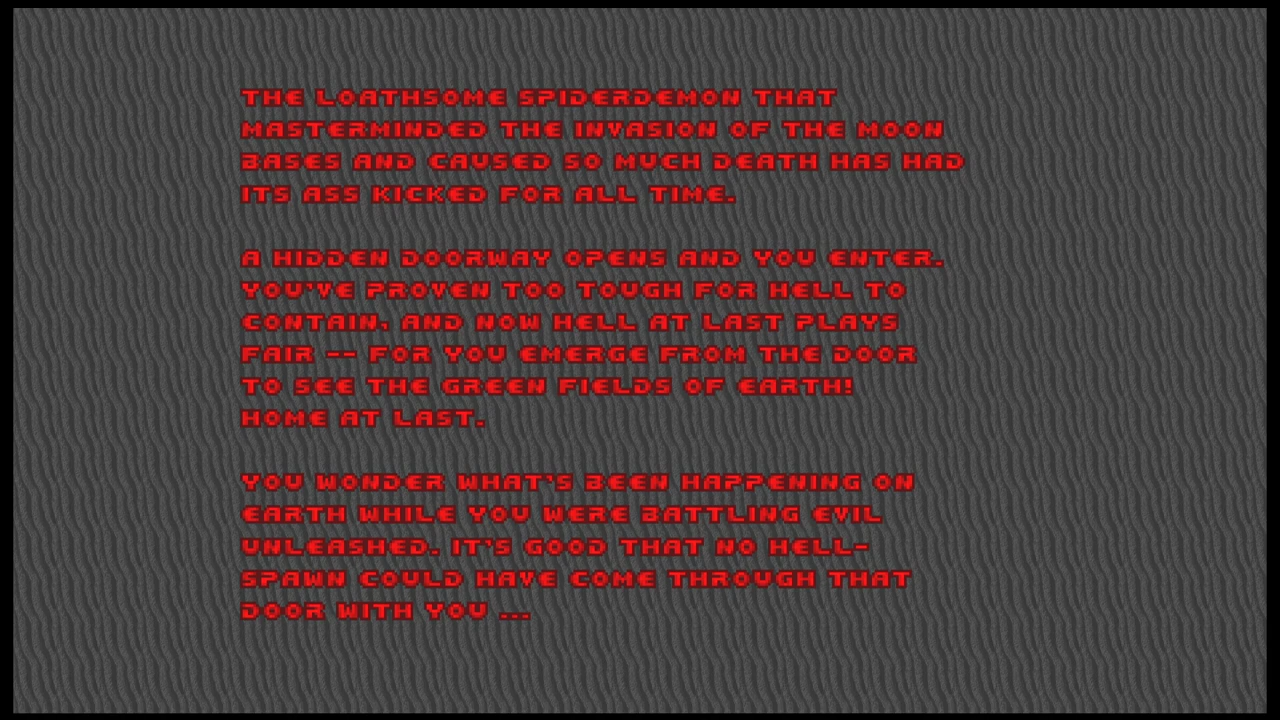 THE LOATHSOME SPIDERDEMON THAT
MASTERMINDED THE INVASION OF THE MOON
BASES AND CAUSED SO MUCH DEATH HAS HAD
ITS ASS KICKED FOR ALL TIME.
A HIDDEN DOORWAY OPENS AND YOU ENTER.
YOU'VE PROVEN TOO TOUGH FOR HELL TO
CONTAIN, AND NOW HELL AT LAST PLAYS
FAIR -- FOR YOU EMERGE FROM THE DOOR
TO SEE THE GREEN FIELDS OF EARTH!
HOME AT LAST.
YOU WONDER WHAT'S BEEN HAPPENING ON
EARTH WHILE YOU WERE BATTLING EVIL
UNLEASHED. IT'S GOOD THAT NO HELL-
SPAWN COULD HAVE COME THROUGH THAT
DOOR WITH YOU ...